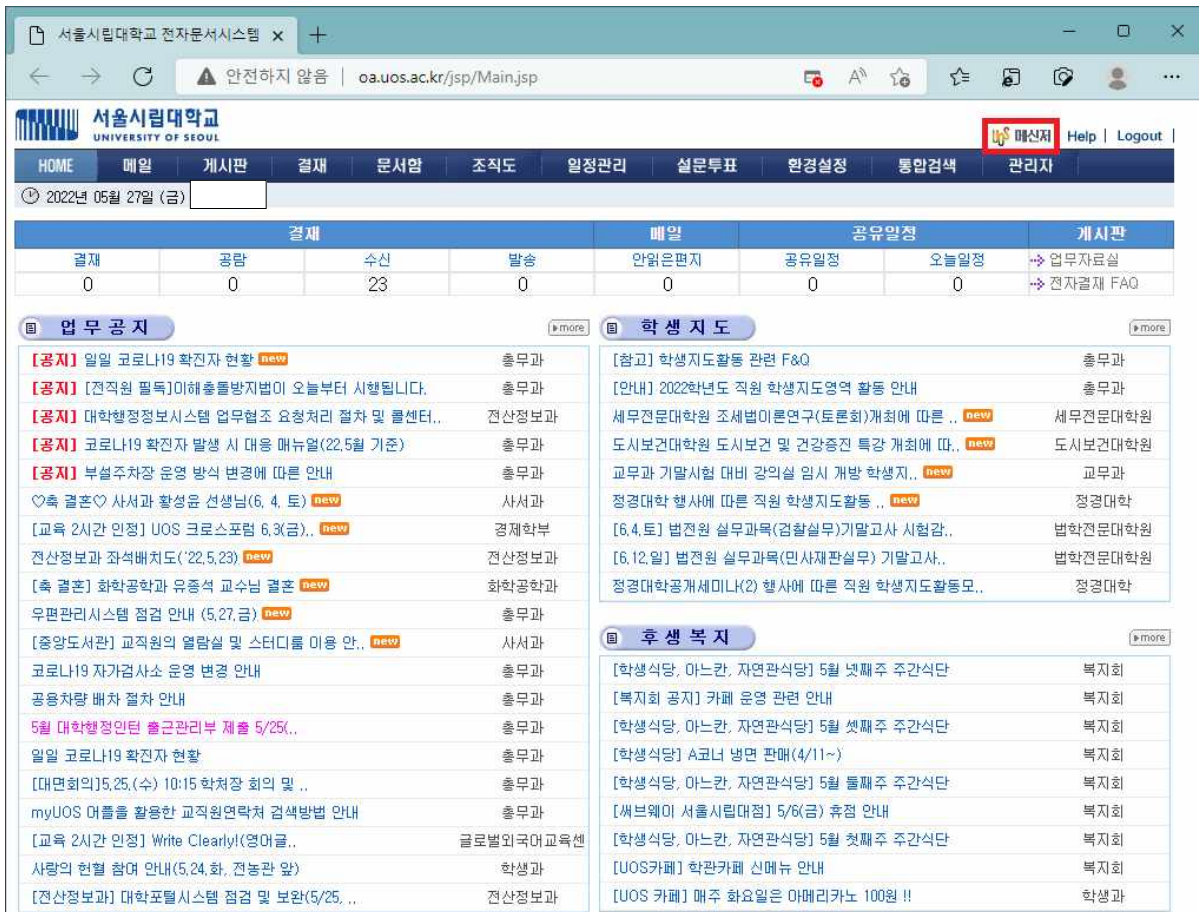 서울시립대학교 전자문서시스템
안전하지 않음 | oa.uos.ac.kr/jsp/Main.jsp
서울시립대학교
UNIVERSITY OF SEOUL
UOS 메신저 Help | Logout |
HOME 메일 게시판 결재 문서함 조직도 일정관리 설문투표 환경설정 통합검색 관리자
2022년 05월 27일 (금)
결재 메일 공유일정 게시판
결재 공람 수신 발송 안읽은편지 공유일정 오늘일정 업무자료실
0 0 23 0 0 0 0 전자결재 FAQ
업무공지 more
[공지] 일일 코로나19 확진자 현황 new 총무과
[공지] [전직원 필독]이해충돌방지법이 오늘부터 시행됩니다. 총무과
[공지] 대학행정정보시스템 업무협조 요청처리 절차 및 콜센터.. 전산정보과
[공지] 코로나19 확진자 발생 시 대응 매뉴얼(22.5월 기준) 총무과
[공지] 부설주차장 운영 방식 변경에 따른 안내 총무과
♡축 결혼♡ 사서과 황성윤 선생님(6. 4. 토) new 사서과
[교육 2시간 인정] UOS 크로스포럼 6.3(금).. new 경제학부
전산정보과 좌석배치도('22.5.23) new 전산정보과
[축 결혼] 화학공학과 유종석 교수님 결혼 new 화학공학과
우편관리시스템 점검 안내 (5.27.금) new 총무과
[중앙도서관] 교직원의 열람실 및 스터디룸 이용 안.. new 사서과
코로나19 자가검사소 운영 변경 안내 총무과
공용차량 배차 절차 안내 총무과
5월 대학행정인턴 출근관리부 제출 5/25(.. 총무과
일일 코로나19 확진자 현황 총무과
[대면회의]5.25.(수) 10:15 학처장 회의 및 .. 총무과
myUOS 어플을 활용한 교직원연락처 검색방법 안내 총무과
[교육 2시간 인정] Write Clearly!(영어글.. 글로벌외국어교육센
사랑의 헌혈 참여 안내(5.24.화, 전농관 앞) 학생과
[전산정보과] 대학포털시스템 점검 및 보완(5/25, .. 전산정보과
학생지도 more
[참고] 학생지도활동 관련 F&Q 총무과
[안내] 2022학년도 직원 학생지도영역 활동 안내 총무과
세무전문대학원 조세법이론연구(토론회)개최에 따른 .. new 세무전문대학원
도시보건대학원 도시보건 및 건강증진 특강 개최에 따.. new 도시보건대학원
교무과 기말시험 대비 강의실 임시 개방 학생지.. new 교무과
정경대학 행사에 따른 직원 학생지도활동 .. new 정경대학
[6.4.토] 법전원 실무과목(검찰실무)기말고사 시험감.. 법학전문대학원
[6.12.일] 법전원 실무과목(민사재판실무) 기말고사.. 법학전문대학원
정경대학공개세미나(2) 행사에 따른 직원 학생지도활동모.. 정경대학
후생복지 more
[학생식당, 아느칸, 자연관식당] 5월 넷째주 주간식단 복지회
[복지회 공지] 카페 운영 관련 안내 복지회
[학생식당, 아느칸, 자연관식당] 5월 셋째주 주간식단 복지회
[학생식당] A코너 냉면 판매(4/11~) 복지회
[학생식당, 아느칸, 자연관식당] 5월 둘째주 주간식단 복지회
[써브웨이 서울시립대점] 5/6(금) 휴점 안내 복지회
[학생식당, 아느칸, 자연관식당] 5월 첫째주 주간식단 복지회
[UOS카페] 학관카페 신메뉴 안내 복지회
[UOS 카페] 매주 화요일은 아메리카노 100원 !! 학생과